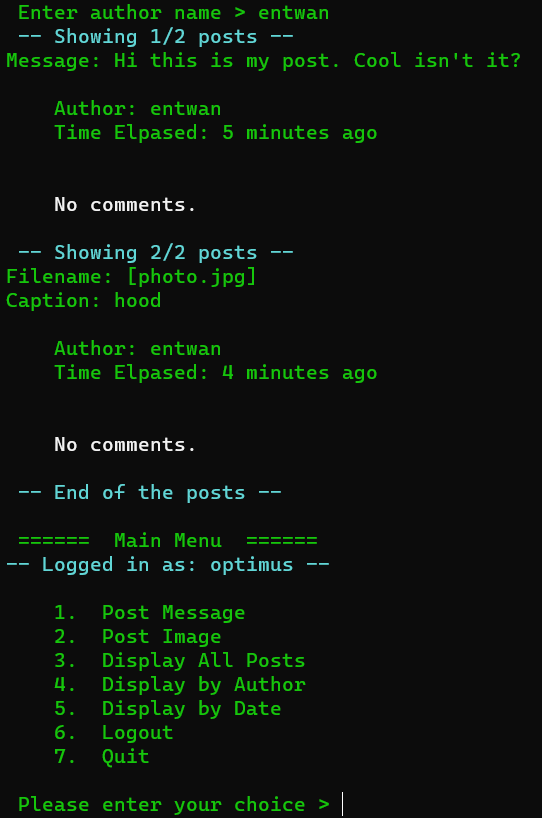 Enter author name > entwan
-- Showing 1/2 posts --
Message: Hi this is my post. Cool isn't it?
Author: entwan
Time Elpased: 5 minutes ago
No comments.
-- Showing 2/2 posts --
Filename: [photo.jpg]
Caption: hood
Author: entwan
Time Elpased: 4 minutes ago
No comments.
-- End of the posts --
====== Main Menu ======
-- Logged in as: optimus --
1. Post Message
2. Post Image
3. Display All Posts
4. Display by Author
5. Display by Date
6. Logout
7. Quit
Please enter your choice >